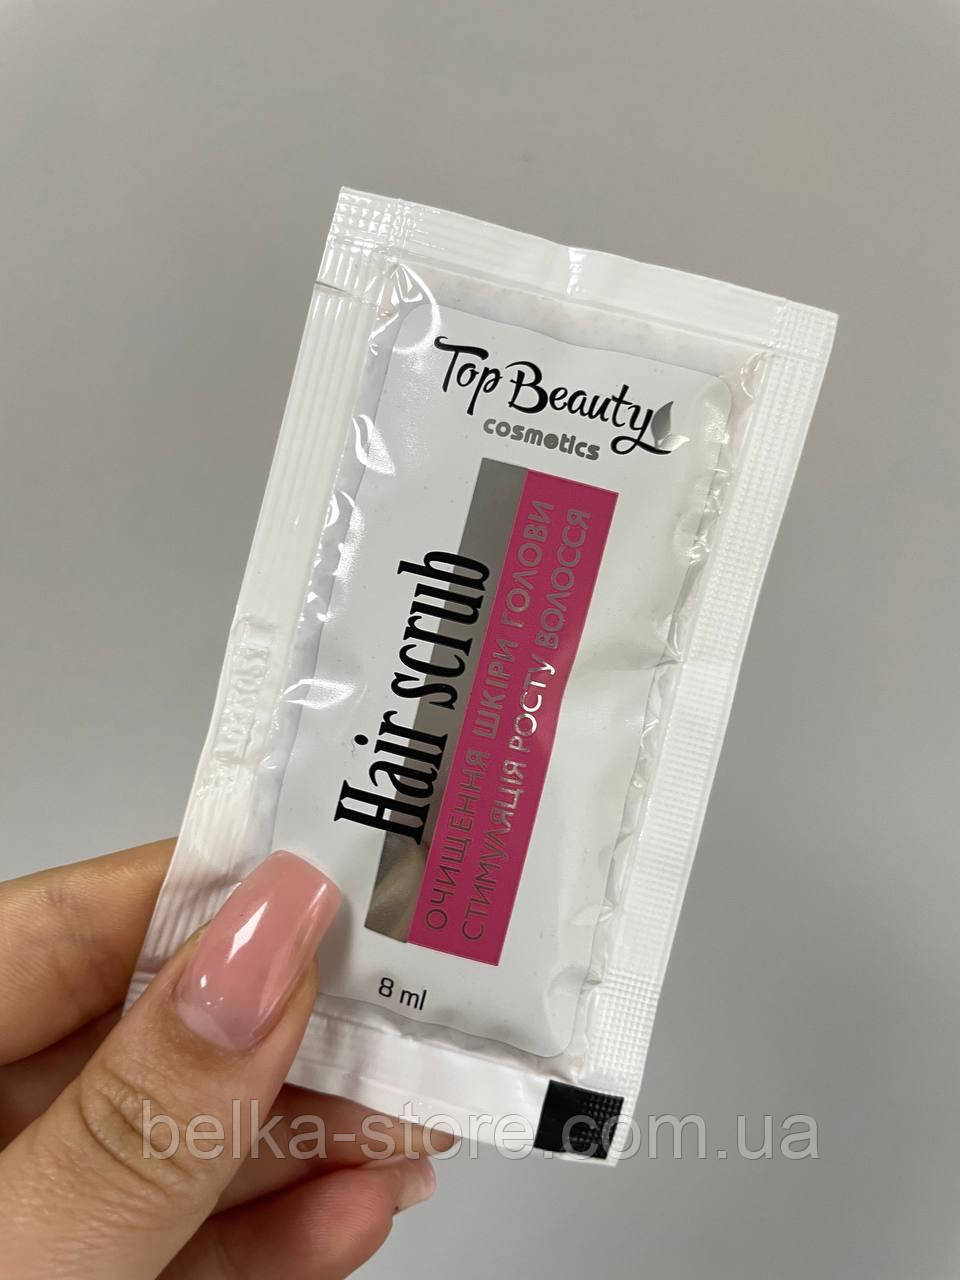 Top Beauty
cosmetics
Hair scrub
ОЧИЩЕННЯ ШКІРИ ГОЛОВИ
СТИМУЛЯЦІЯ РОСТУ ВОЛОССЯ
8 ml
belka-store.com.ua